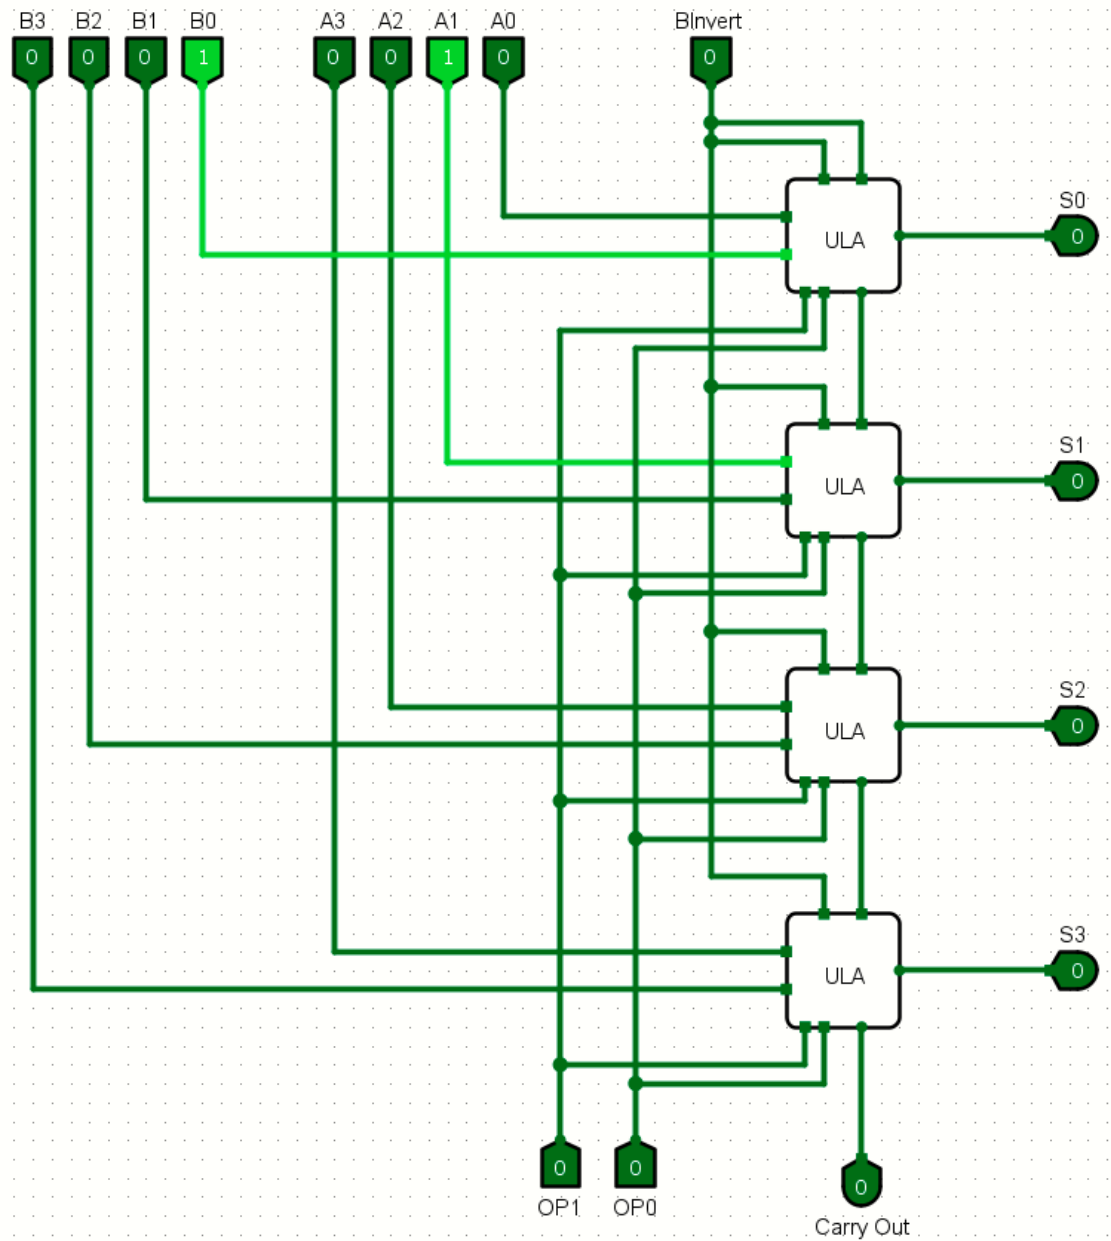 B3 B2 B1 B0 A3 A2 A1 A0 BInvert
0 0 0 1 0 0 1 0 0
S0
ULA 0
S1
ULA 0
S2
ULA 0
S3
ULA 0
0 0 0
OP1 OP0
Carry Out